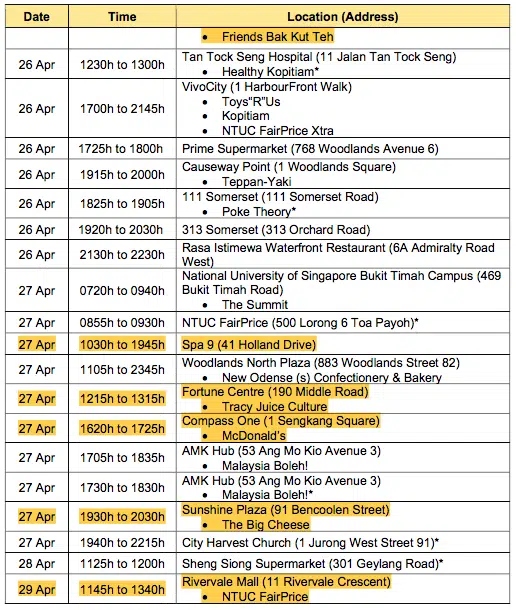 Date Time Location (Address)
• Friends Bak Kut Teh
26 Apr 1230h to 1300h Tan Tock Seng Hospital (11 Jalan Tan Tock Seng)
• Healthy Kopitiam*
26 Apr 1700h to 2145h VivoCity (1 HarbourFront Walk)
• Toys"R"Us
• Kopitiam
• NTUC FairPrice Xtra
26 Apr 1725h to 1800h Prime Supermarket (768 Woodlands Avenue 6)
26 Apr 1915h to 2000h Causeway Point (1 Woodlands Square)
• Teppan-Yaki
26 Apr 1825h to 1905h 111 Somerset (111 Somerset Road)
• Poke Theory*
26 Apr 1920h to 2030h 313 Somerset (313 Orchard Road)
26 Apr 2130h to 2230h Rasa Istimewa Waterfront Restaurant (6A Admiralty Road
West)
27 Apr 0720h to 0940h National University of Singapore Bukit Timah Campus (469
Bukit Timah Road)
• The Summit
27 Apr 0855h to 0930h NTUC FairPrice (500 Lorong 6 Toa Payoh)*
27 Apr 1030h to 1945h Spa 9 (41 Holland Drive)
27 Apr 1105h to 2345h Woodlands North Plaza (883 Woodlands Street 82)
• New Odense (s) Confectionery & Bakery
27 Apr 1215h to 1315h Fortune Centre (190 Middle Road)
• Tracy Juice Culture
27 Apr 1620h to 1725h Compass One (1 Sengkang Square)
• McDonald's
27 Apr 1705h to 1835h AMK Hub (53 Ang Mo Kio Avenue 3)
• Malaysia Boleh!
27 Apr 1730h to 1830h AMK Hub (53 Ang Mo Kio Avenue 3)
• Malaysia Boleh!*
27 Apr 1930h to 2030h Sunshine Plaza (91 Bencoolen Street)
• The Big Cheese
27 Apr 1940h to 2215h City Harvest Church (1 Jurong West Street 91)*
28 Apr 1125h to 1200h Sheng Siong Supermarket (301 Geylang Road)*
29 Apr 1145h to 1340h Rivervale Mall (11 Rivervale Crescent)
• NTUC FairPrice